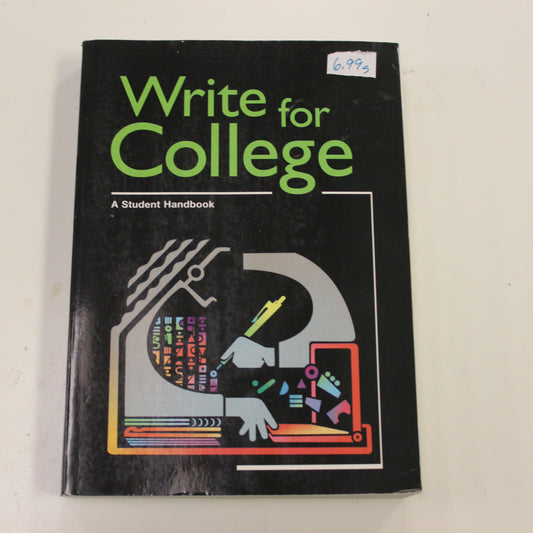 6.99s
Write for
College
A Student Handbook